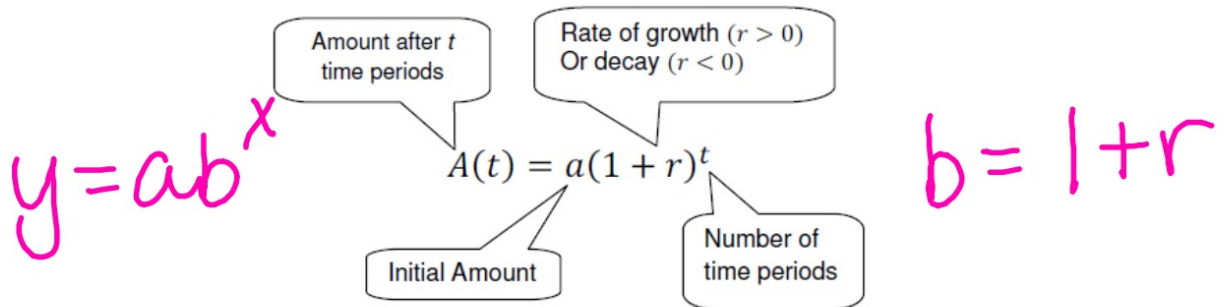 Amount after t
time periods
Rate of growth (r > 0)
Or decay (r < 0)
y=ab^x
A(t) = a(1 + r)^t
b= 1+r
Initial Amount
Number of
time periods